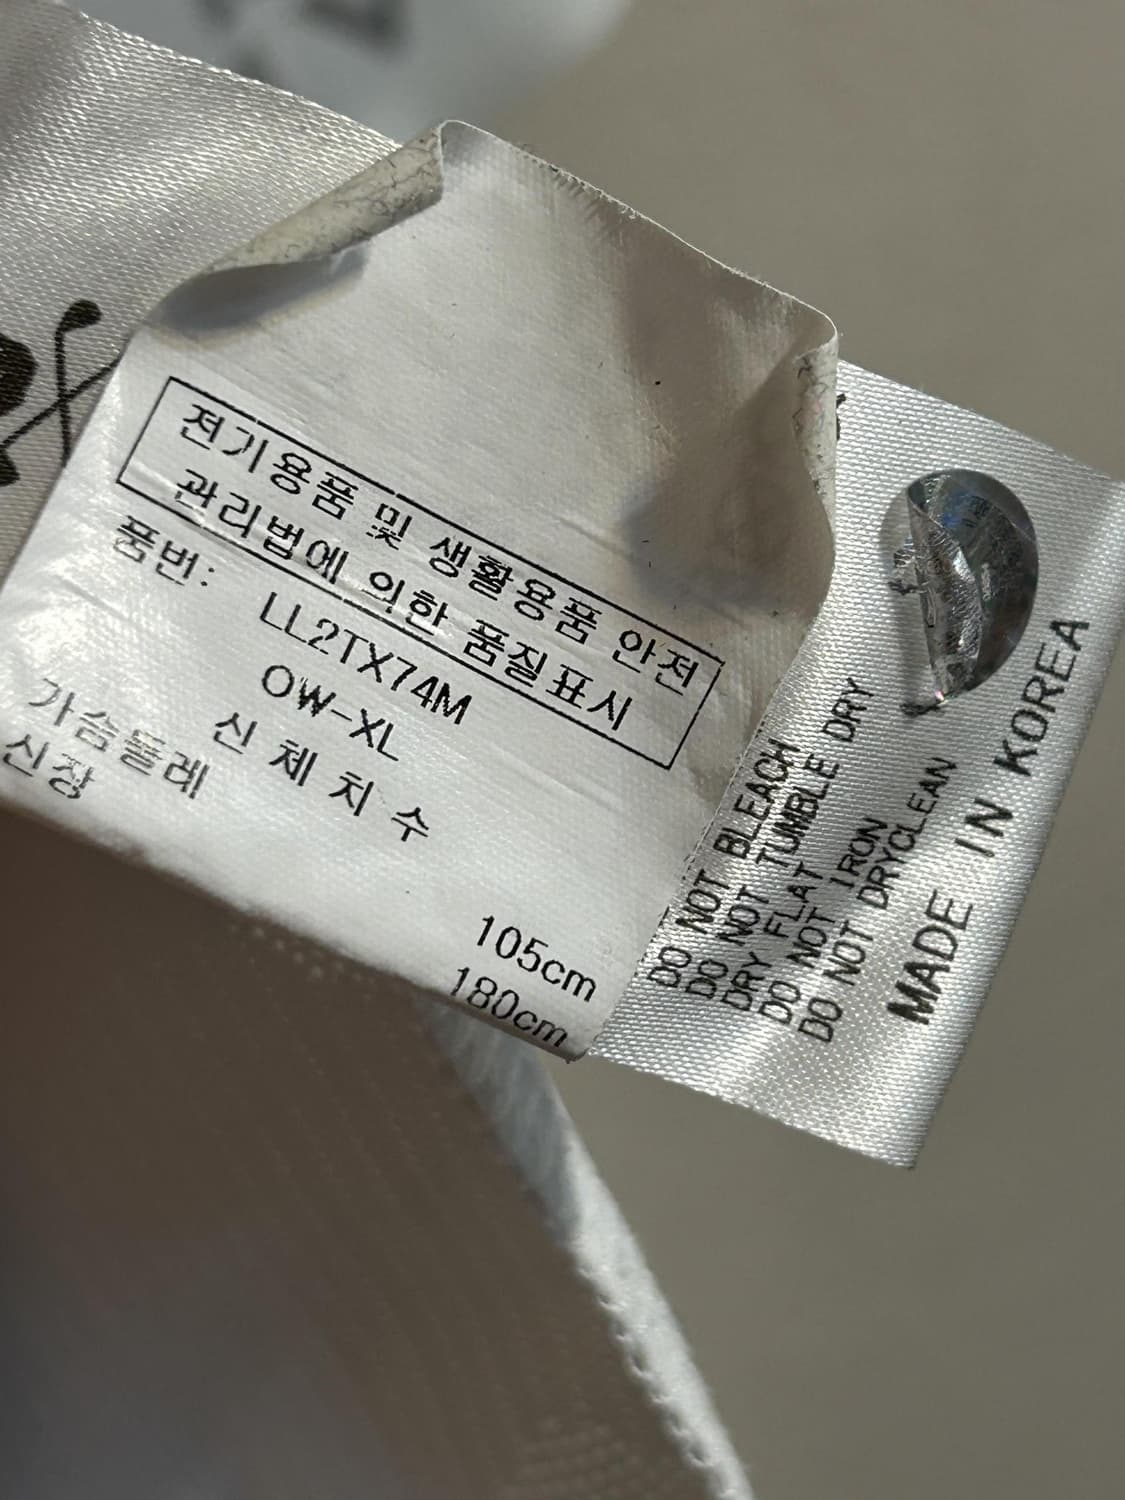 전기용품 및 생활용품 안전
관리법에 의한 품질표시
품번:
LL2TX74M
OW-XL
신 체 치 수
가슴둘레
105cm
신장
180cm
DO NOT BLEACH
DO NOT TUMBLE DRY
DRY FLAT
DO NOT IRON
DO NOT DRYCLEAN
MADE IN KOREA